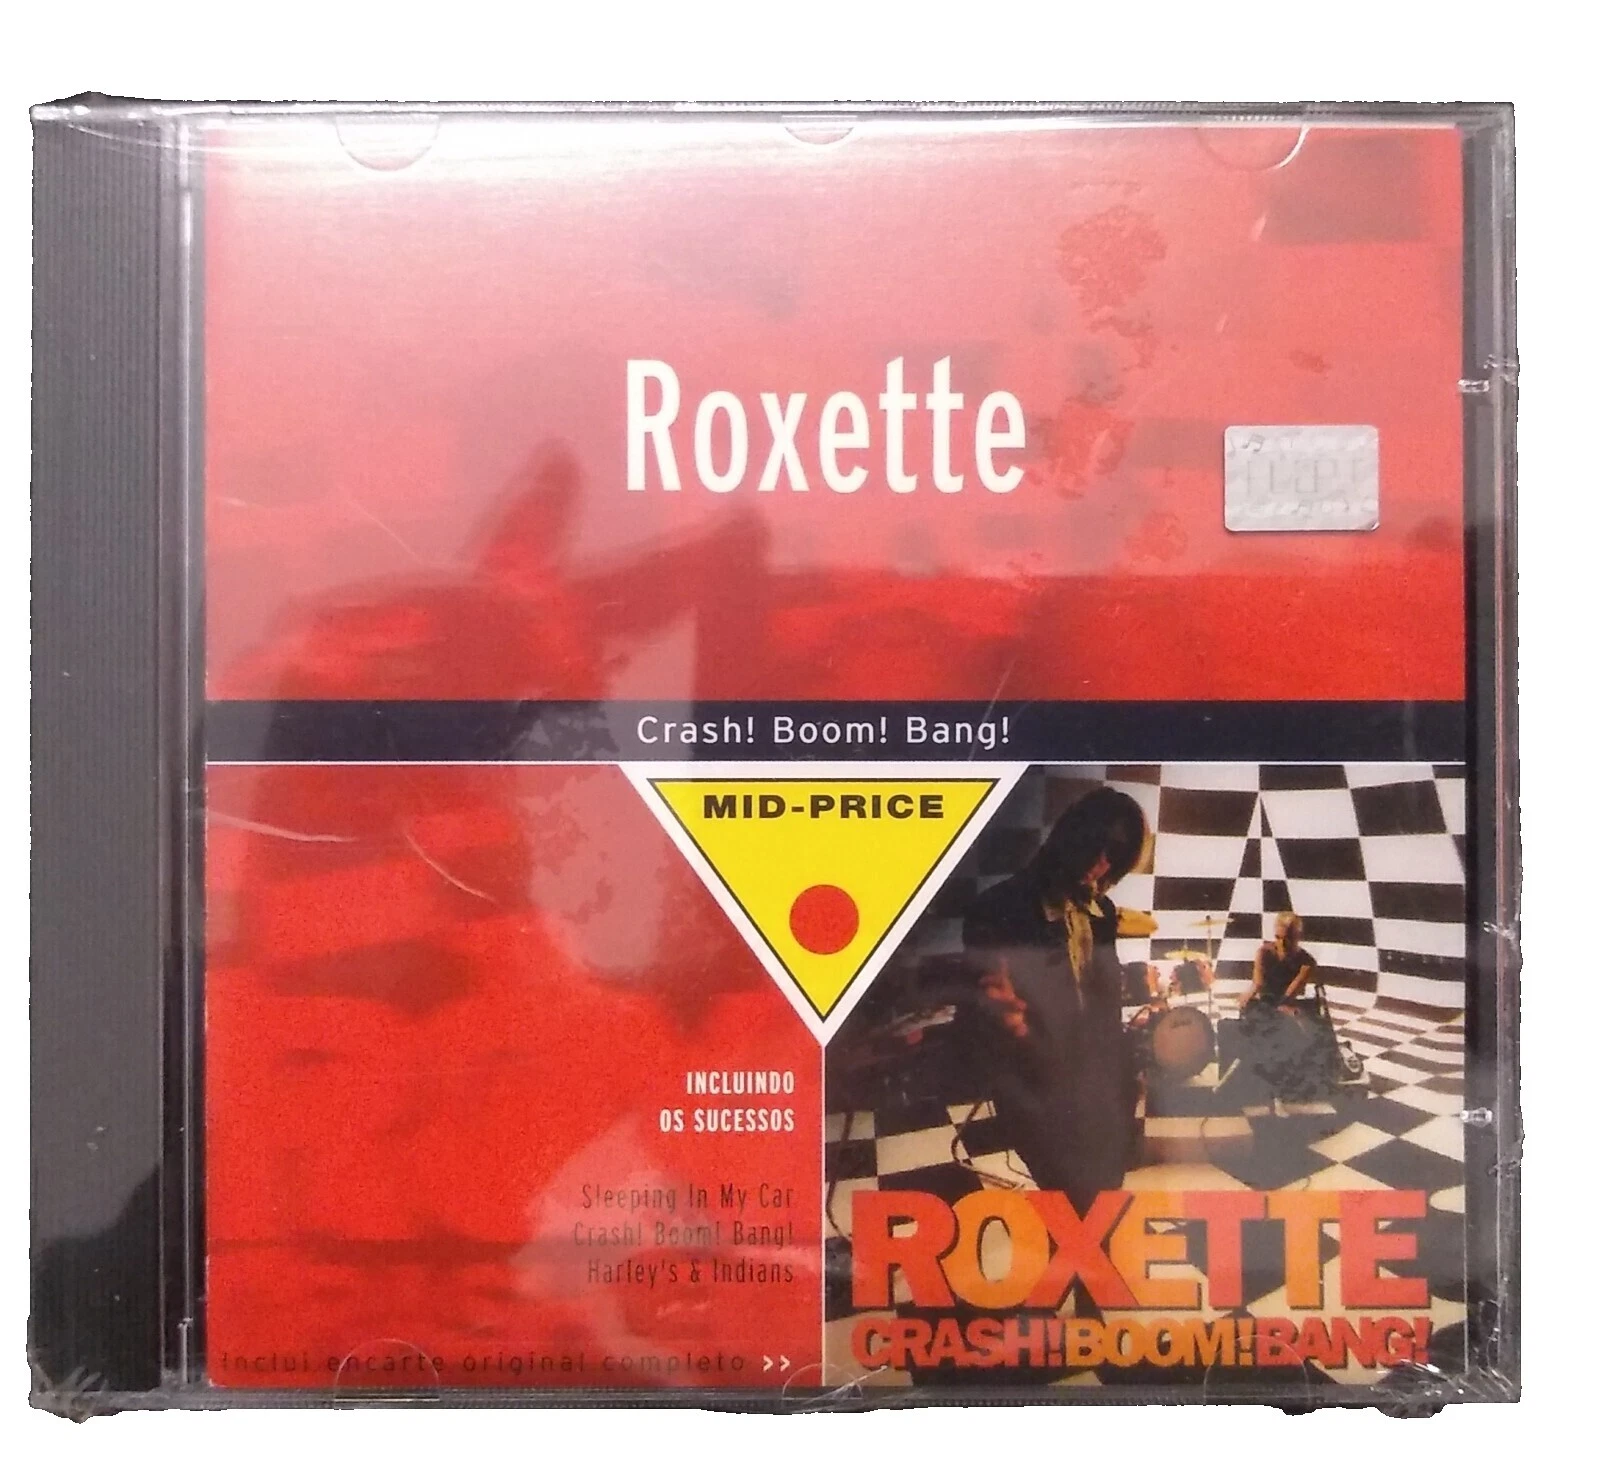 Roxette
Crash! Boom! Bang!
MID-PRICE
INCLUINDO
OS SUCESSOS
Sleeping In My Car
Crash! Boom! Bang!
Harley's & Indians
Inclui encarte original completo >>
ROXETTE
CRASH!BOOM!BANG!